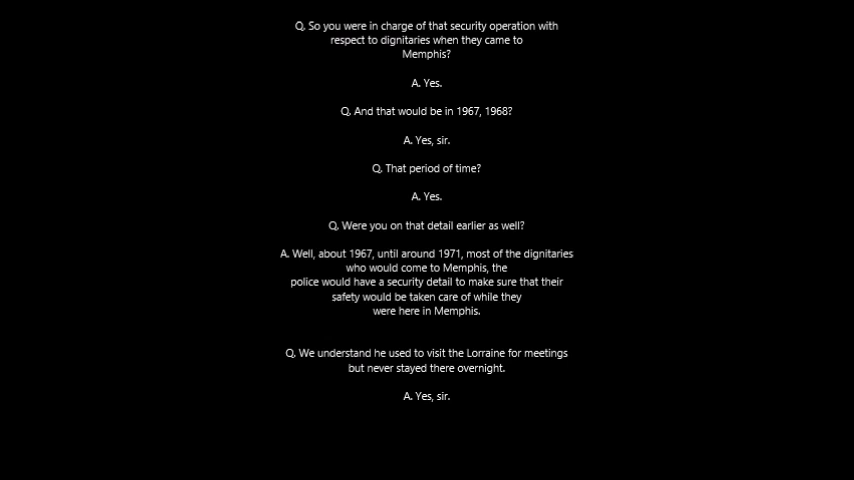 Q. So you were in charge of that security operation with
respect to dignitaries when they came to
Memphis?
A. Yes.
Q. And that would be in 1967, 1968?
A. Yes, sir.
Q. That period of time?
A. Yes.
Q. Were you on that detail earlier as well?
A. Well, about 1967, until around 1971, most of the dignitaries
who would come to Memphis, the
police would have a security detail to make sure that their
safety would be taken care of while they
were here in Memphis.
Q. We understand he used to visit the Lorraine for meetings
but never stayed there overnight.
A. Yes, sir.